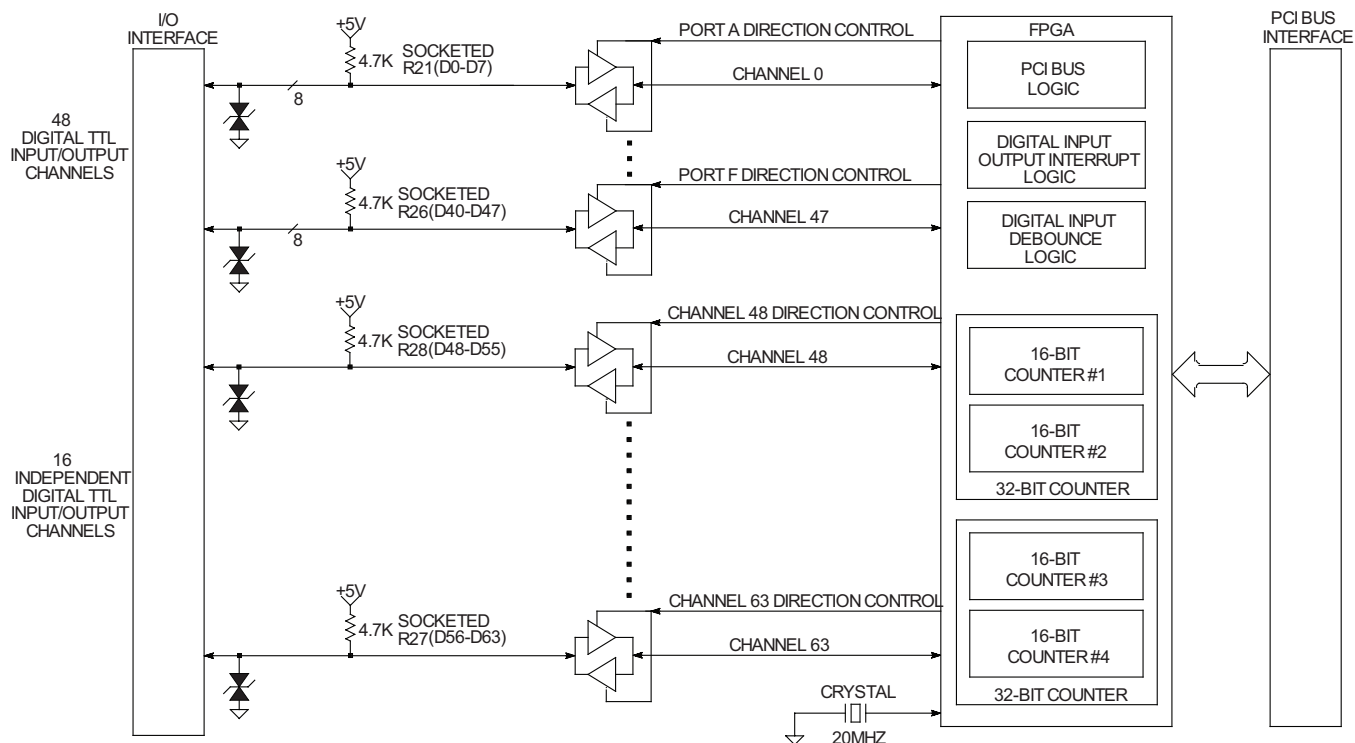 I/O
INTERFACE
PCI BUS
INTERFACE
FPGA
48
DIGITAL TTL
INPUT/OUTPUT
CHANNELS
+5V
4.7K
SOCKETED
R21(D0-D7)
8
PORT A DIRECTION CONTROL
CHANNEL 0
PCI BUS
LOGIC
DIGITAL INPUT
OUTPUT INTERRUPT
LOGIC
+5V
4.7K
SOCKETED
R26(D40-D47)
8
PORT F DIRECTION CONTROL
CHANNEL 47
DIGITAL INPUT
DEBOUNCE
LOGIC
+5V
4.7K
SOCKETED
R28(D48-D55)
CHANNEL 48 DIRECTION CONTROL
CHANNEL 48
16-BIT
COUNTER #1
16-BIT
COUNTER #2
32-BIT COUNTER
16
INDEPENDENT
DIGITAL TTL
INPUT/OUTPUT
CHANNELS
+5V
4.7K
SOCKETED
R27(D56-D63)
CHANNEL 63 DIRECTION CONTROL
CHANNEL 63
16-BIT
COUNTER #3
16-BIT
COUNTER #4
32-BIT COUNTER
CRYSTAL
20MHZ